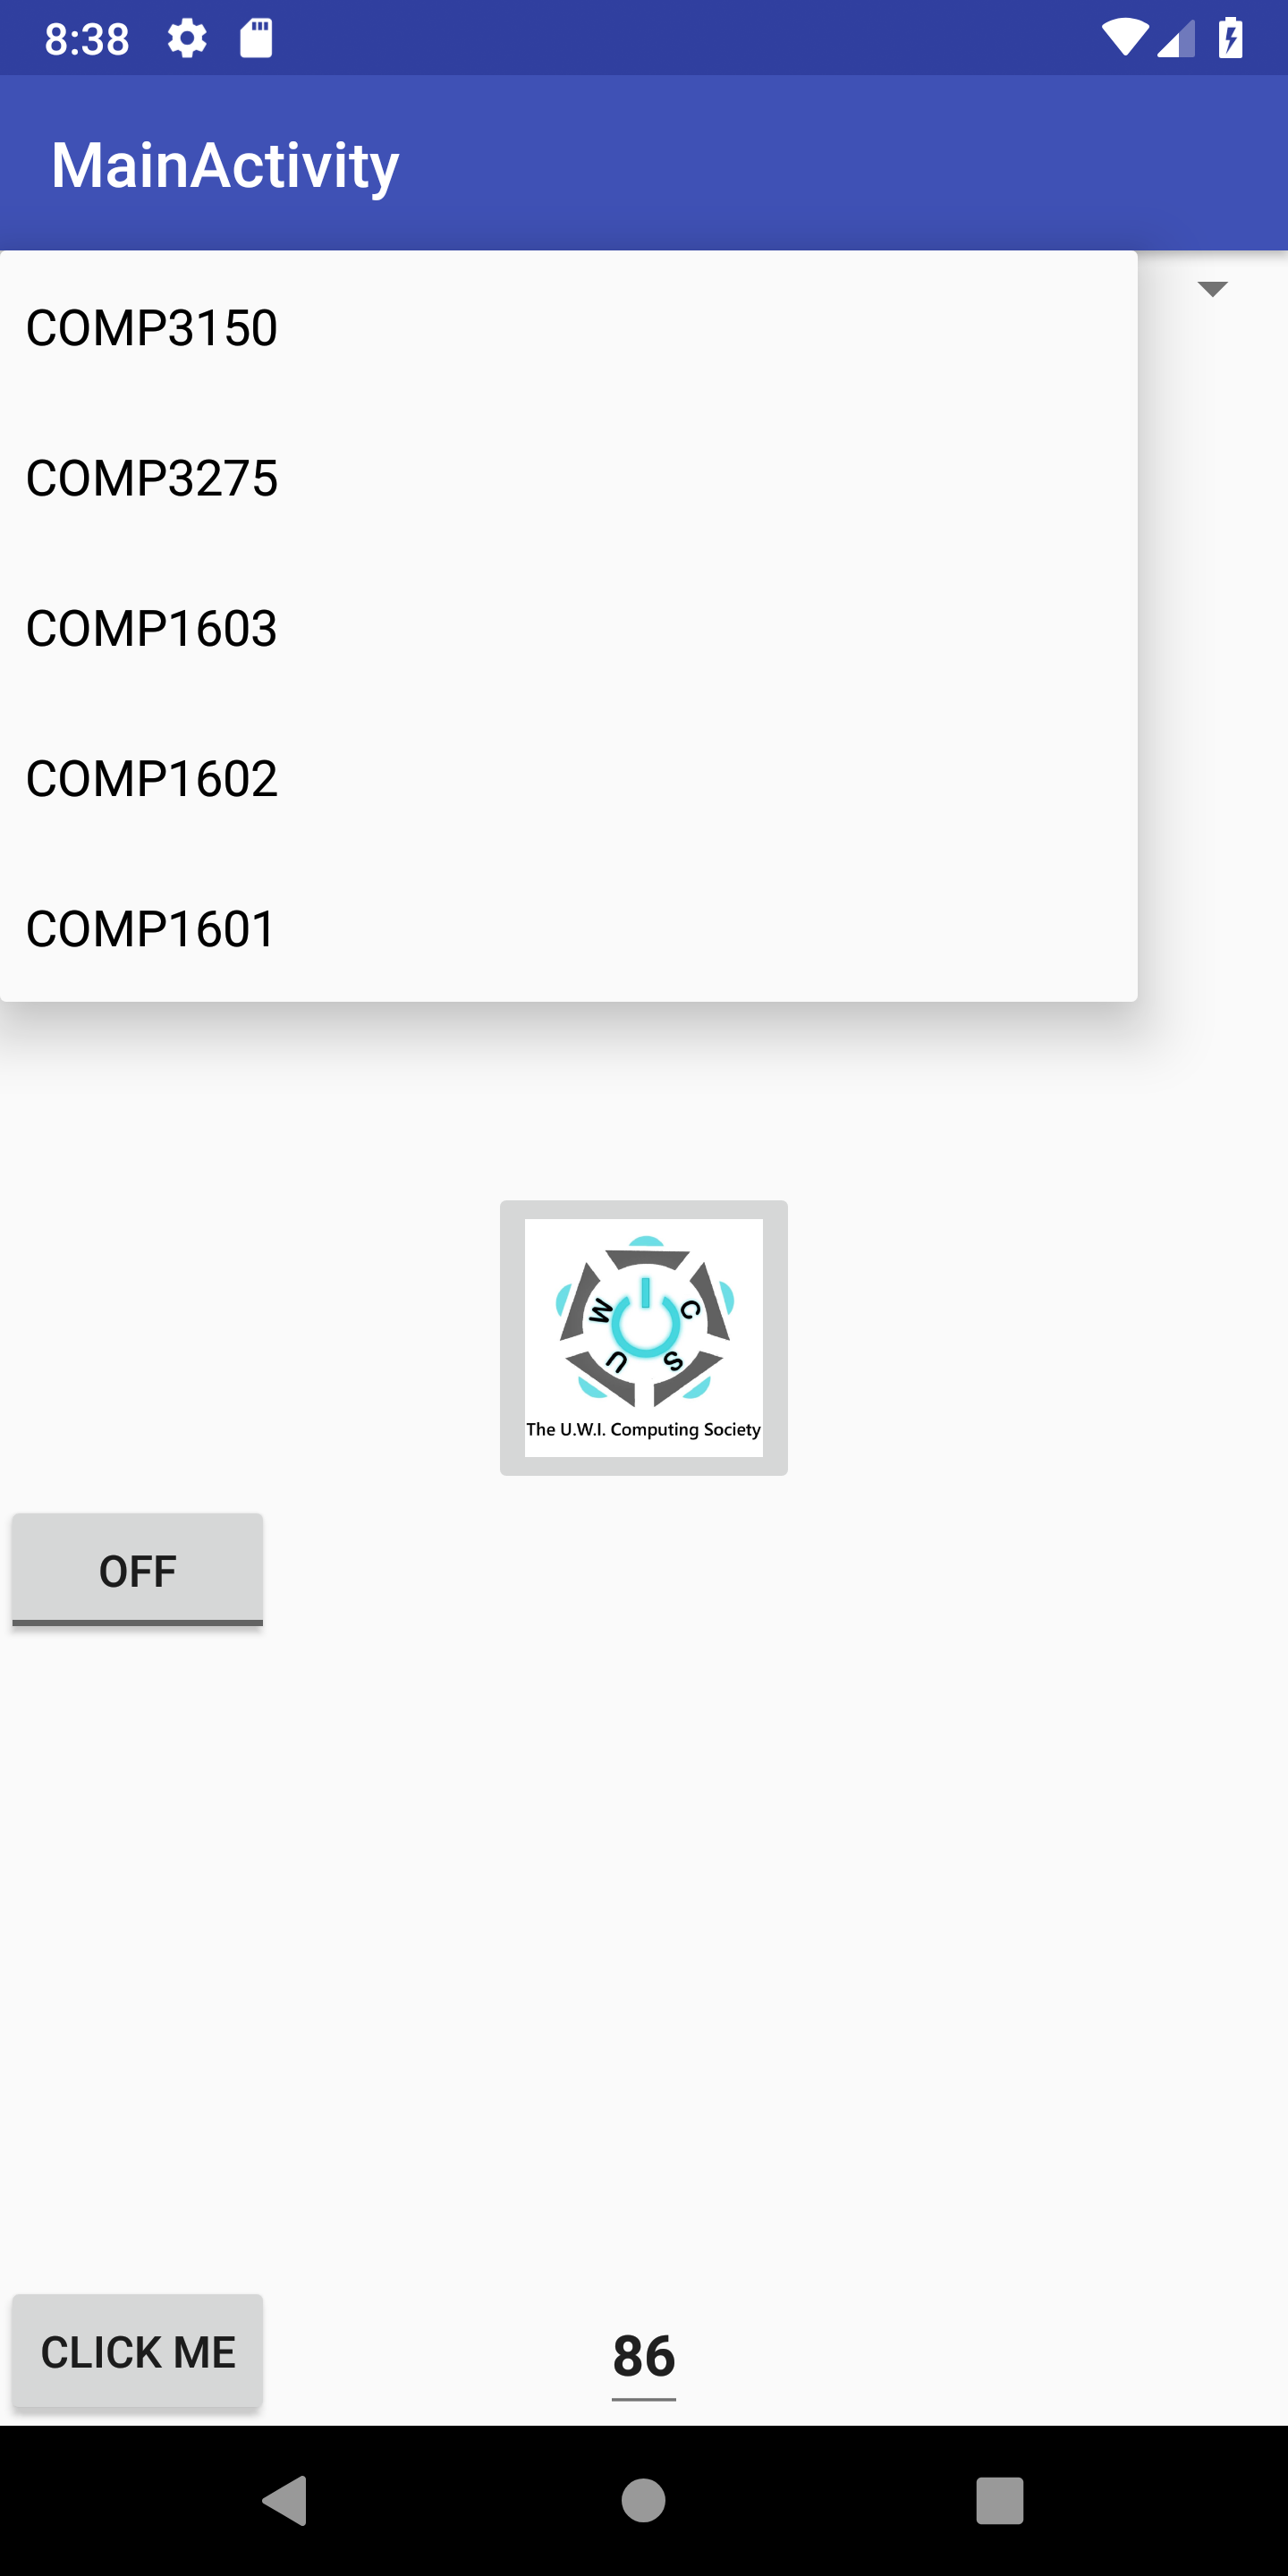 8:38
MainActivity
COMP3150
COMP3275
COMP1603
COMP1602
COMP1601
U W I C S
The U.W.I. Computing Society
OFF
CLICK ME
86